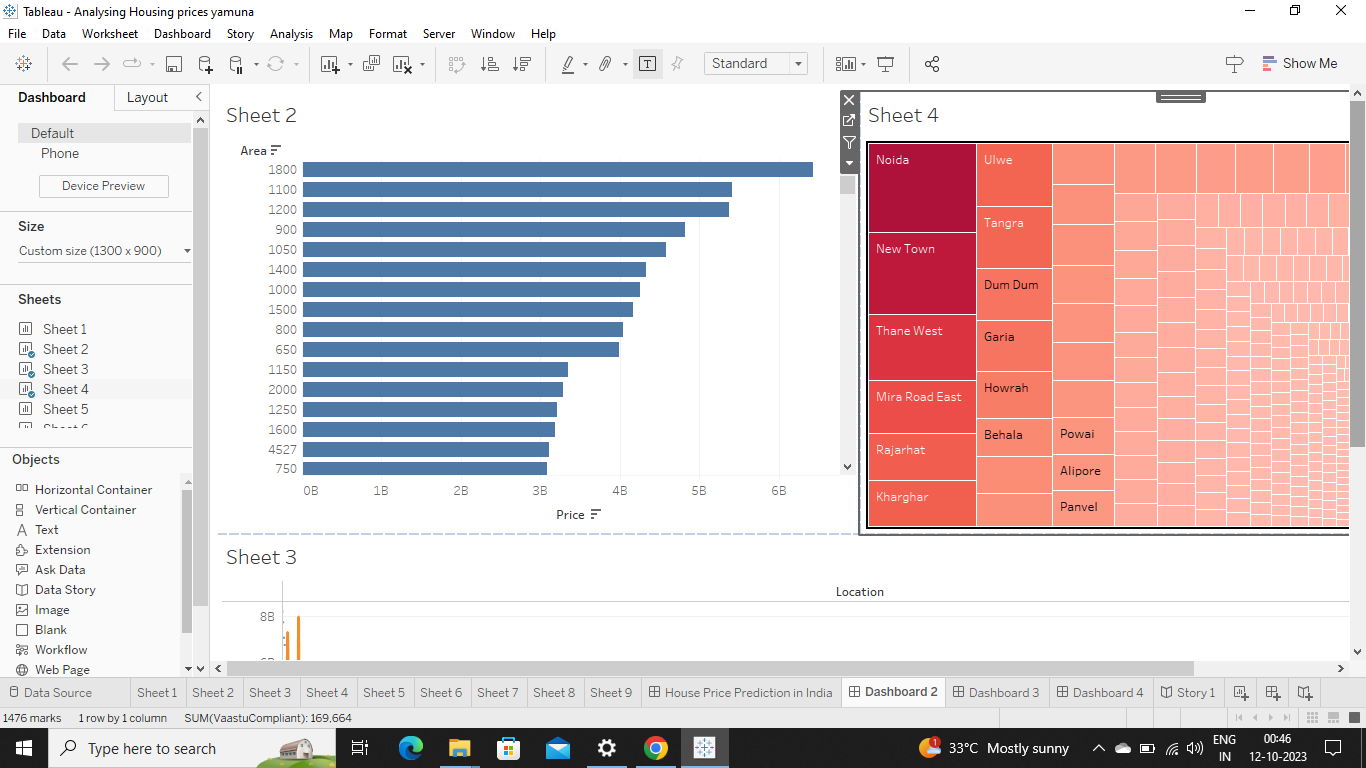 Tableau - Analysing Housing prices yamuna
File Data Worksheet Dashboard Story Analysis Map Format Server Window Help
Standard
Show Me
Dashboard
Layout
Default
Phone
Device Preview
Size
Custom size (1300 x 900)
Sheets
Sheet 1
Sheet 2
Sheet 3
Sheet 4
Sheet 5
Objects
Horizontal Container
Vertical Container
Text
Extension
Ask Data
Data Story
Image
Blank
Workflow
Web Page
Sheet 2
Area
1800
1100
1200
900
1050
1400
1000
1500
800
650
1150
2000
1250
1600
4527
750
0B 1B 2B 3B 4B 5B 6B
Price
Sheet 4
Noida
New Town
Thane West
Mira Road East
Rajarhat
Kharghar
Ulwe
Tangra
Dum Dum
Garia
Howrah
Behala
Powai
Alipore
Panvel
Sheet 3
Location
8B
Data Source Sheet 1 Sheet 2 Sheet 3 Sheet 4 Sheet 5 Sheet 6 Sheet 7 Sheet 8 Sheet 9 House Price Prediction in India Dashboard 2 Dashboard 3 Dashboard 4 Story 1
1476 marks 1 row by 1 column SUM(VaastuCompliant): 169,664
Type here to search
33°C Mostly sunny
ENG
IN
00:46
12-10-2023